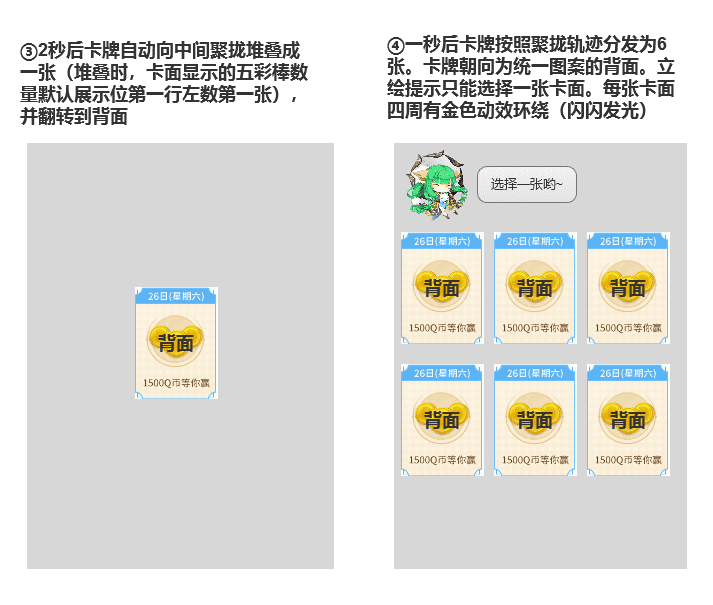 ③2秒后卡牌自动向中间聚拢堆叠成
一张（堆叠时，卡面显示的五彩棒数
量默认展示位第一行左数第一张），
并翻转到背面
26日(星期六)
背面
1500Q币等你赢
④一秒后卡牌按照聚拢轨迹分发为6
张。卡牌朝向为统一图案的背面。立
绘提示只能选择一张卡面。每张卡面
四周有金色动效环绕（闪闪发光）
选择一张哟~
26日(星期六) 26日(星期六) 26日(星期六)
背面 背面 背面
1500Q币等你赢 1500Q币等你赢 1500Q币等你赢
26日(星期六) 26日(星期六) 26日(星期六)
背面 背面 背面
1500Q币等你赢 1500Q币等你赢 1500Q币等你赢